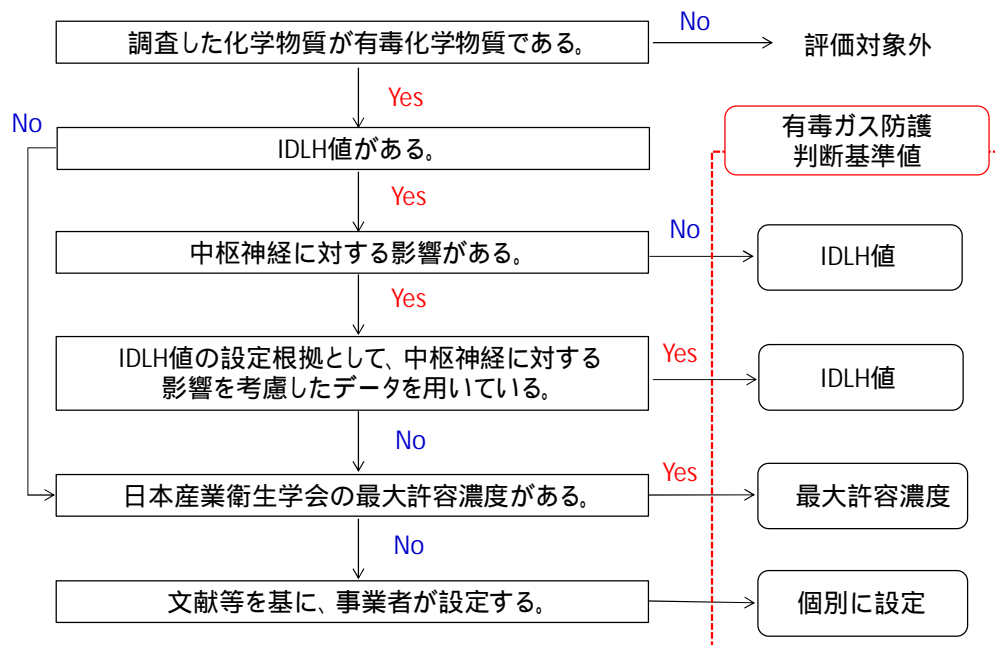 調査した化学物質が有毒化学物質である。
No
評価対象外
Yes
No
IDLH値がある。
有毒ガス防護
判断基準値
Yes
中枢神経に対する影響がある。
No
IDLH値
Yes
IDLH値の設定根拠として、中枢神経に対する
影響を考慮したデータを用いている。
Yes
IDLH値
No
日本産業衛生学会の最大許容濃度がある。
Yes
最大許容濃度
No
文献等を基に、事業者が設定する。
個別に設定